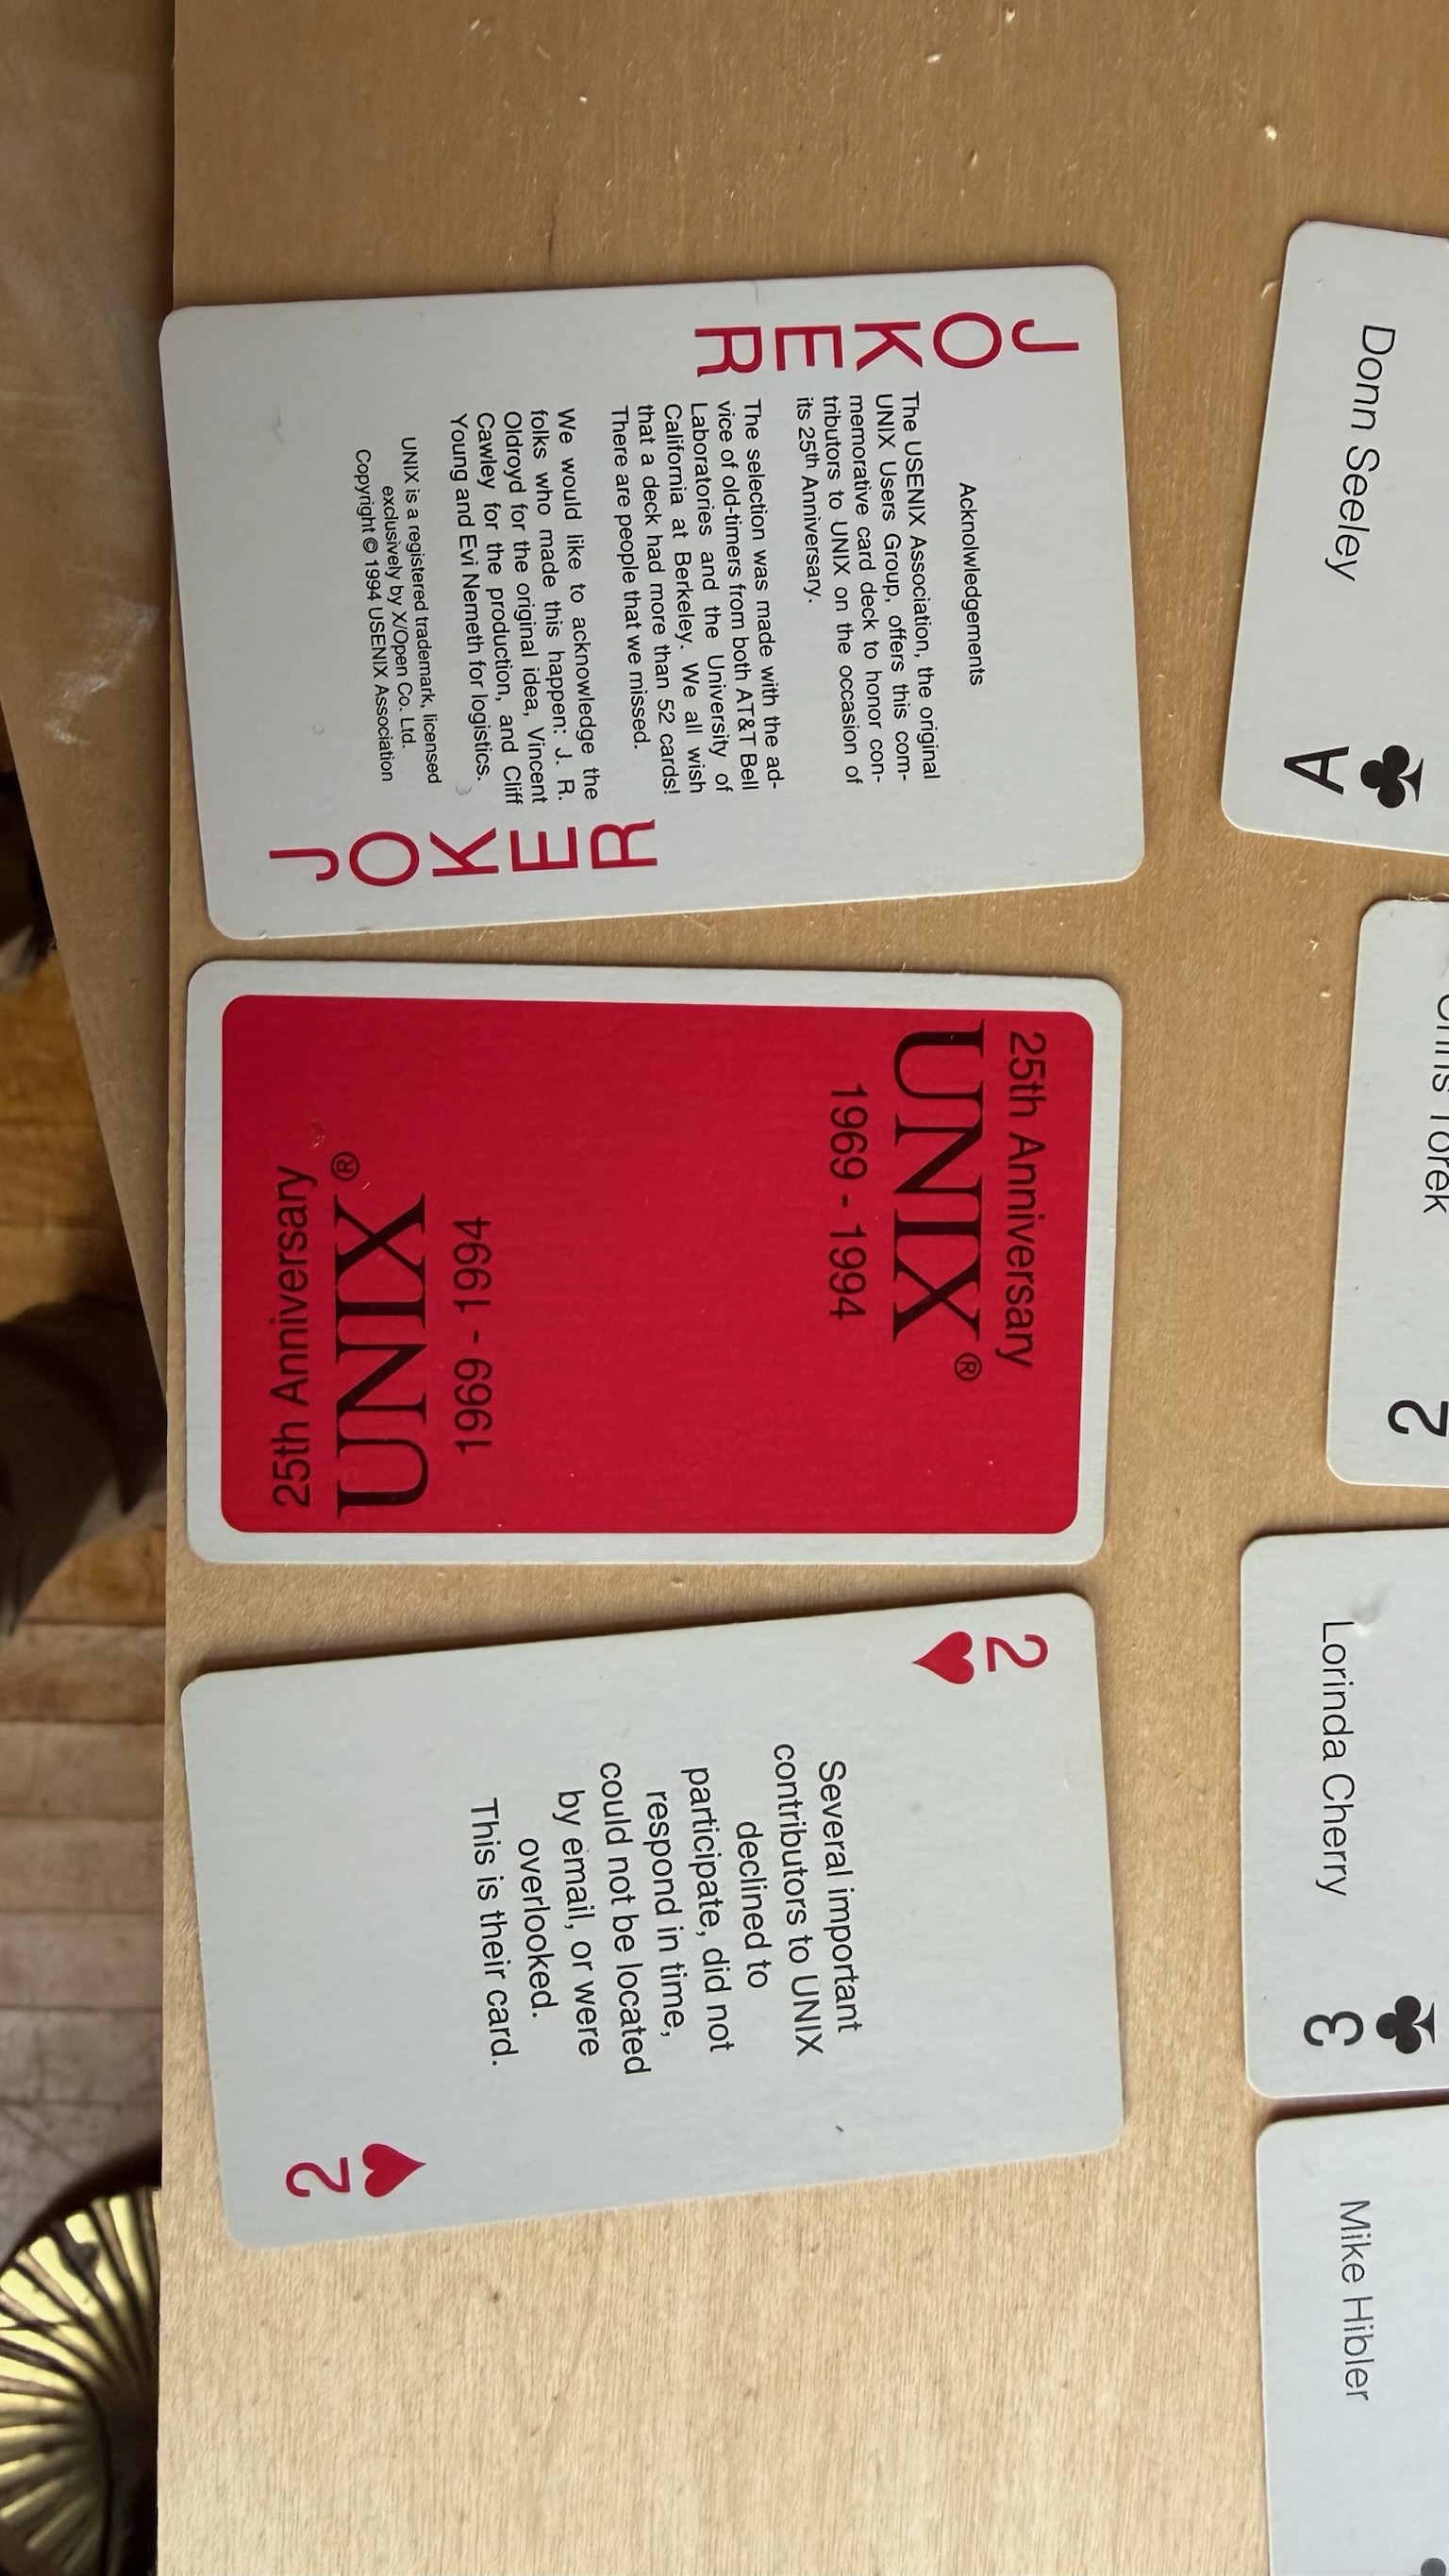 JOKER
Acknolwledgements
The USENIX Association, the original
UNIX Users Group, offers this com-
memorative card deck to honor con-
tributors to UNIX on the occasion of
its 25th Anniversary.
The selection was made with the ad-
vice of old-timers from both AT&T Bell
Laboratories and the University of
California at Berkeley. We all wish
that a deck had more than 52 cards!
There are people that we missed.
We would like to acknowledge the
folks who made this happen: J. R.
Oldroyd for the original idea, Vincent
Cawley for the production, and Cliff
Young and Evi Nemeth for logistics.
UNIX is a registered trademark, licensed
exclusively by X/Open Co. Ltd.
Copyright © 1994 USENIX Association
JOKER
25th Anniversary
UNIX®
1969 - 1994
1969 - 1994
UNIX®
25th Anniversary
2
Several important
contributors to UNIX
declined to
participate, did not
respond in time,
could not be located
by email, or were
overlooked.
This is their card.
2
Donn Seeley
A
Torek
2
Lorinda Cherry
3
Mike Hibler